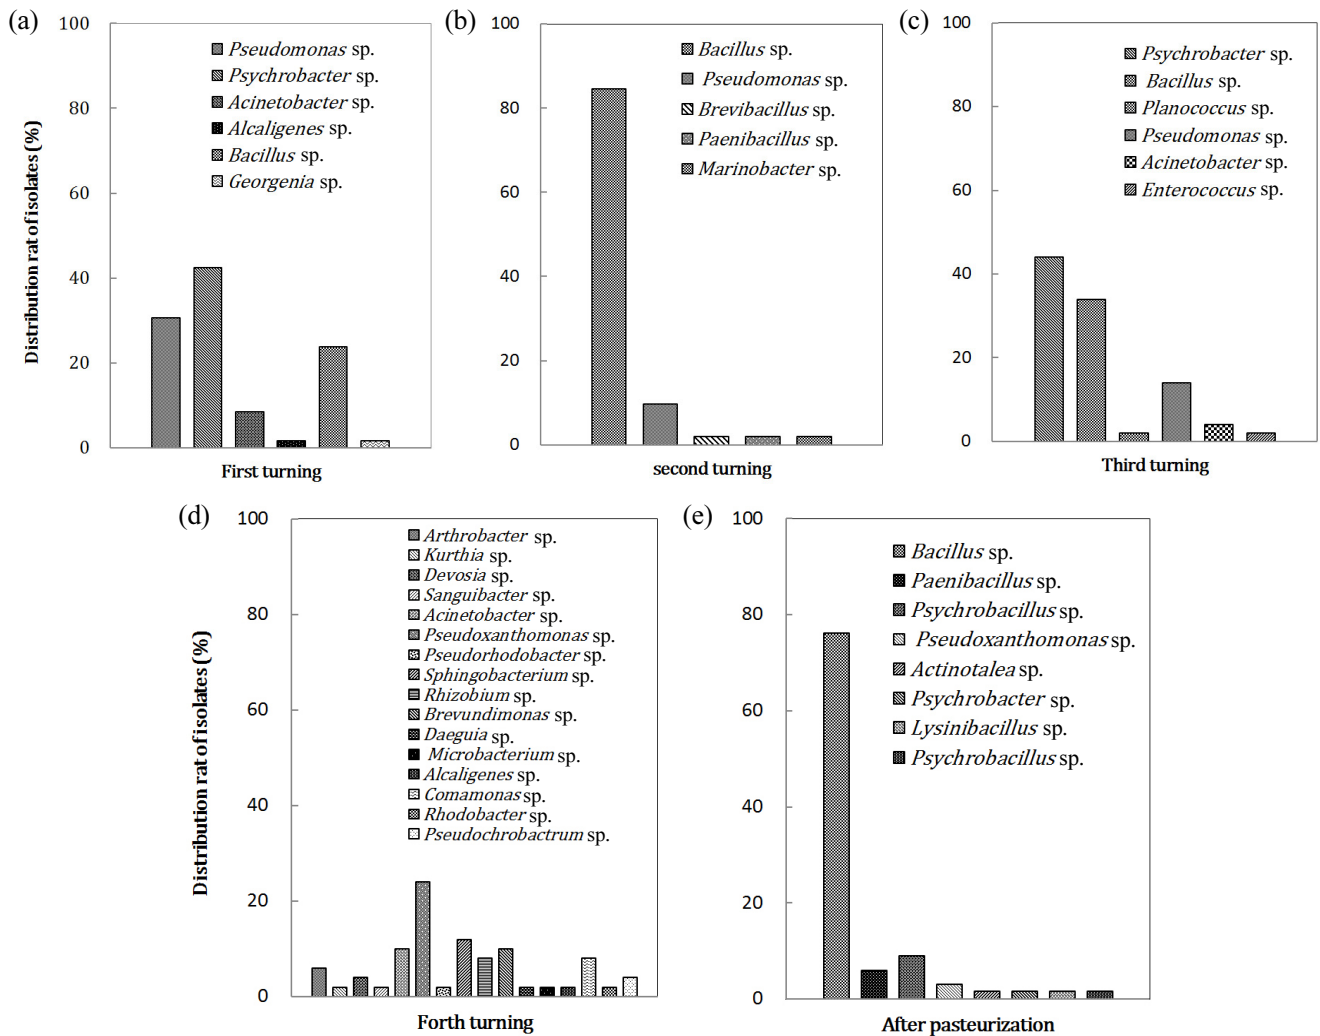 (a)
100
80
60
40
20
0
Distribution rat of isolates (%)
Pseudomonas sp.
Psychrobacter sp.
Acinetobacter sp.
Alcaligenes sp.
Bacillus sp.
Georgenia sp.
First turning
(b)
100
80
60
40
20
0
Bacillus sp.
Pseudomonas sp.
Brevibacillus sp.
Paenibacillus sp.
Marinobacter sp.
second turning
(c)
100
80
60
40
20
0
Psychrobacter sp.
Bacillus sp.
Planococcus sp.
Pseudomonas sp.
Acinetobacter sp.
Enterococcus sp.
Third turning
(d)
100
80
60
40
20
0
Distribution rat of isolates (%)
Arthrobacter sp.
Kurthia sp.
Devosia sp.
Sanguibacter sp.
Acinetobacter sp.
Pseudoxanthomonas sp.
Pseudorhodobacter sp.
Sphingobacterium sp.
Rhizobium sp.
Brevundimonas sp.
Daeguia sp.
Microbacterium sp.
Alcaligenes sp.
Comamonas sp.
Rhodobacter sp.
Pseudochrobactrum sp.
Forth turning
(e)
100
80
60
40
20
0
Bacillus sp.
Paenibacillus sp.
Psychrobacillus sp.
Pseudoxanthomonas sp.
Actinotalea sp.
Psychrobacter sp.
Lysinibacillus sp.
Psychrobacillus sp.
After pasteurization